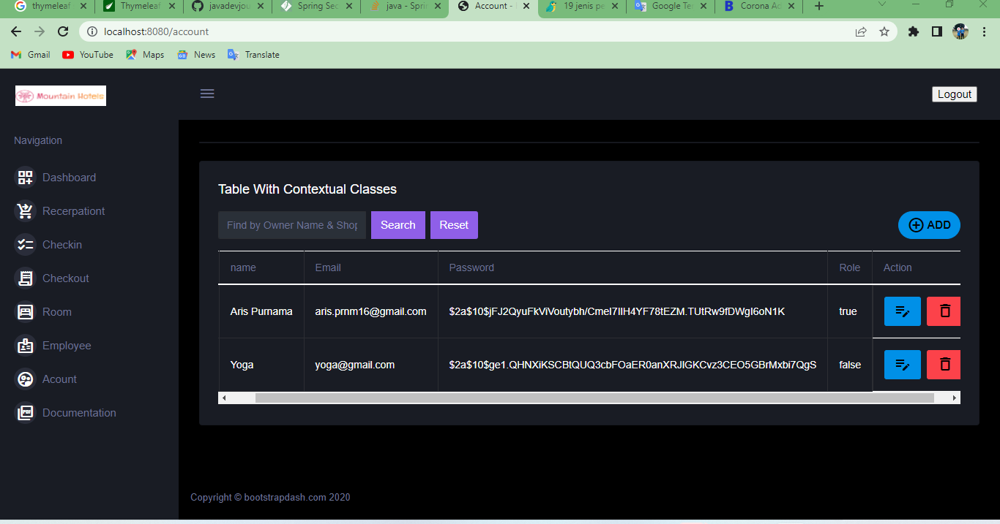 thymeleaf
Thymeleaf
javadevjou
Spring Sec
java - Sprin
Account -
19 jenis pe
Google Te
Corona Ad
localhost:8080/account
Gmail
YouTube
Maps
News
Translate
Mountain Hotels
Logout
Navigation
Dashboard
Recerpationt
Checkin
Checkout
Room
Employee
Acount
Documentation
Table With Contextual Classes
Find by Owner Name & Shop
Search
Reset
ADD
name Email Password Role Action
Aris Purnama aris.prnm16@gmail.com $2a$10$jFJ2QyuFkViVoutybh/Cmel7IlH4YF78tEZM.TUtRw9fDWgI6oN1K true
Yoga yoga@gmail.com $2a$10$ge1.QHNXiKSCBtQUQ3cbFOaER0anXRJIGKCvz3CEO5GBrMxbi7QgS false
Copyright © bootstrapdash.com 2020